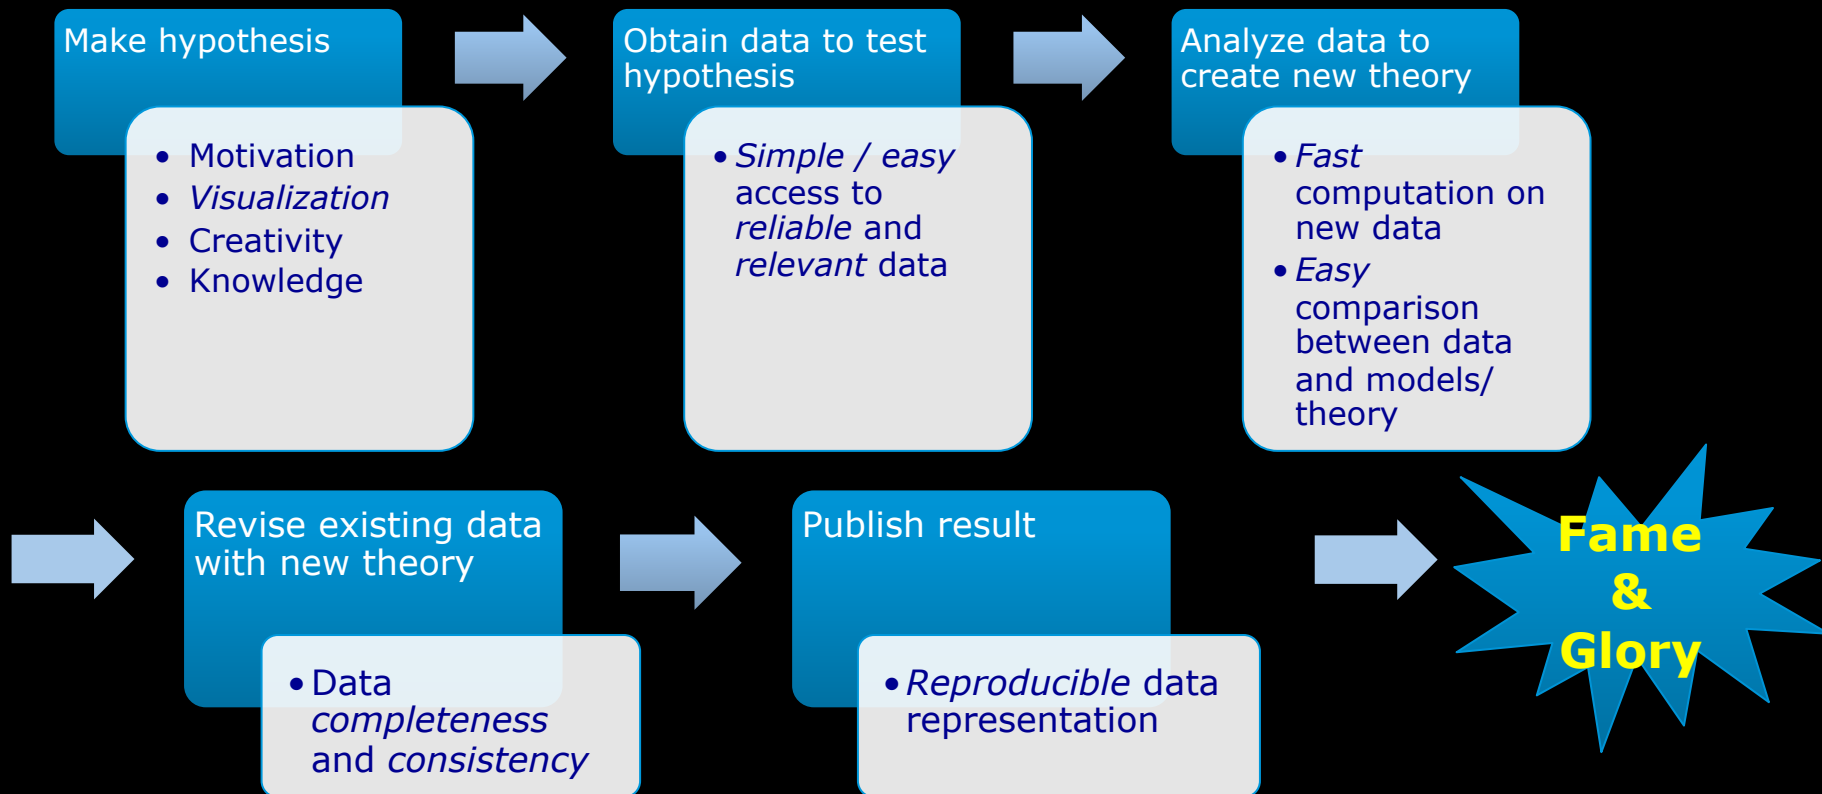 Make hypothesis
• Motivation
• Visualization
• Creativity
• Knowledge
Obtain data to test
hypothesis
• Simple / easy
access to
reliable and
relevant data
Analyze data to
create new theory
• Fast
computation on
new data
• Easy
comparison
between data
and models/
theory
Revise existing data
with new theory
• Data
completeness
and consistency
Publish result
• Reproducible data
representation
Fame
&
Glory